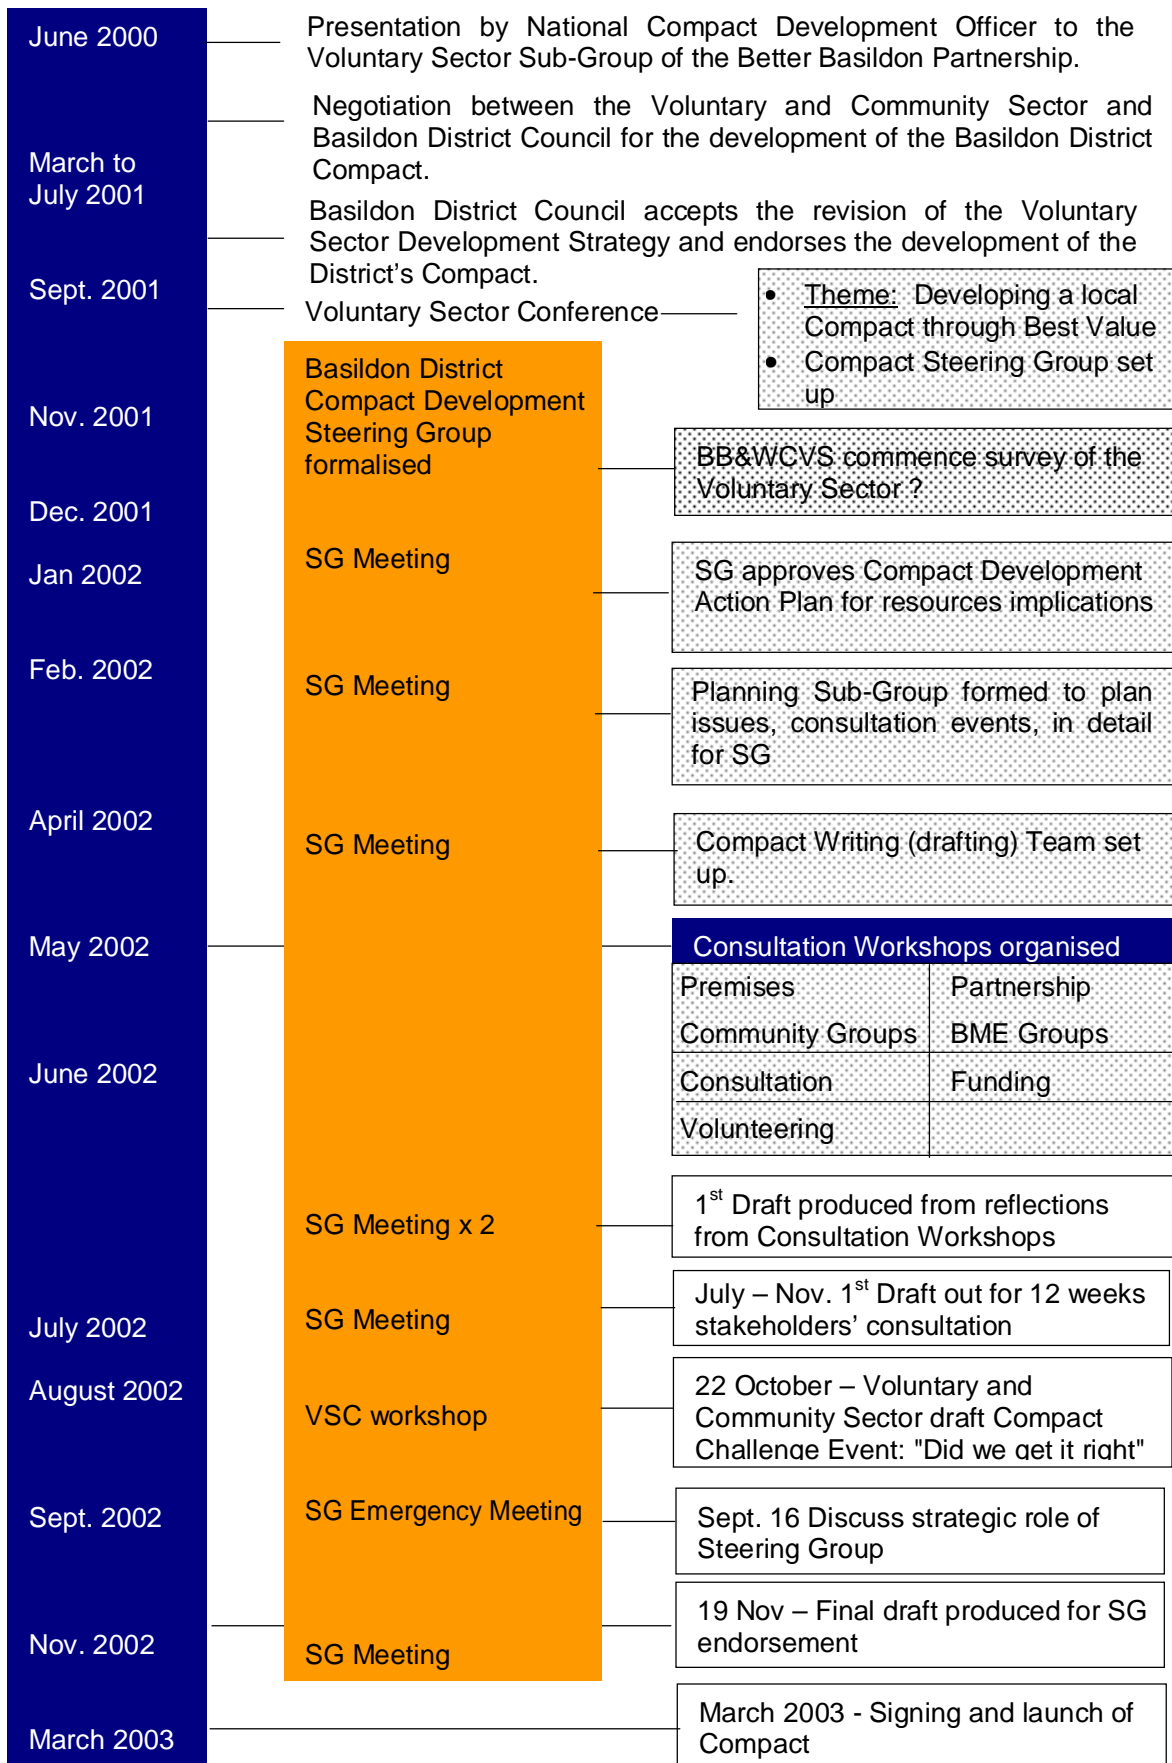 June 2000
Presentation by National Compact Development Officer to the
Voluntary Sector Sub-Group of the Better Basildon Partnership.
Negotiation between the Voluntary and Community Sector and
Basildon District Council for the development of the Basildon District
Compact.
March to
July 2001
Basildon District Council accepts the revision of the Voluntary
Sector Development Strategy and endorses the development of the
District's Compact.
Sept. 2001
Voluntary Sector Conference
• Theme: Developing a local
Compact through Best Value
• Compact Steering Group set
up
Basildon District
Compact Development
Steering Group
formalised
Nov. 2001
BB&WCVS commence survey of the
Voluntary Sector ?
Dec. 2001
SG Meeting
Jan 2002
SG approves Compact Development
Action Plan for resources implications
Feb. 2002
SG Meeting
Planning Sub-Group formed to plan
issues, consultation events, in detail
for SG
April 2002
SG Meeting
Compact Writing (drafting) Team set
up.
May 2002
Consultation Workshops organised
Premises Partnership
Community Groups BME Groups
June 2002
Consultation Funding
Volunteering
SG Meeting x 2
1st Draft produced from reflections
from Consultation Workshops
July 2002
SG Meeting
July – Nov. 1st Draft out for 12 weeks
stakeholders' consultation
August 2002
VSC workshop
22 October – Voluntary and
Community Sector draft Compact
Challenge Event: "Did we get it right"
Sept. 2002
SG Emergency Meeting
Sept. 16 Discuss strategic role of
Steering Group
Nov. 2002
SG Meeting
19 Nov – Final draft produced for SG
endorsement
March 2003
March 2003 - Signing and launch of
Compact